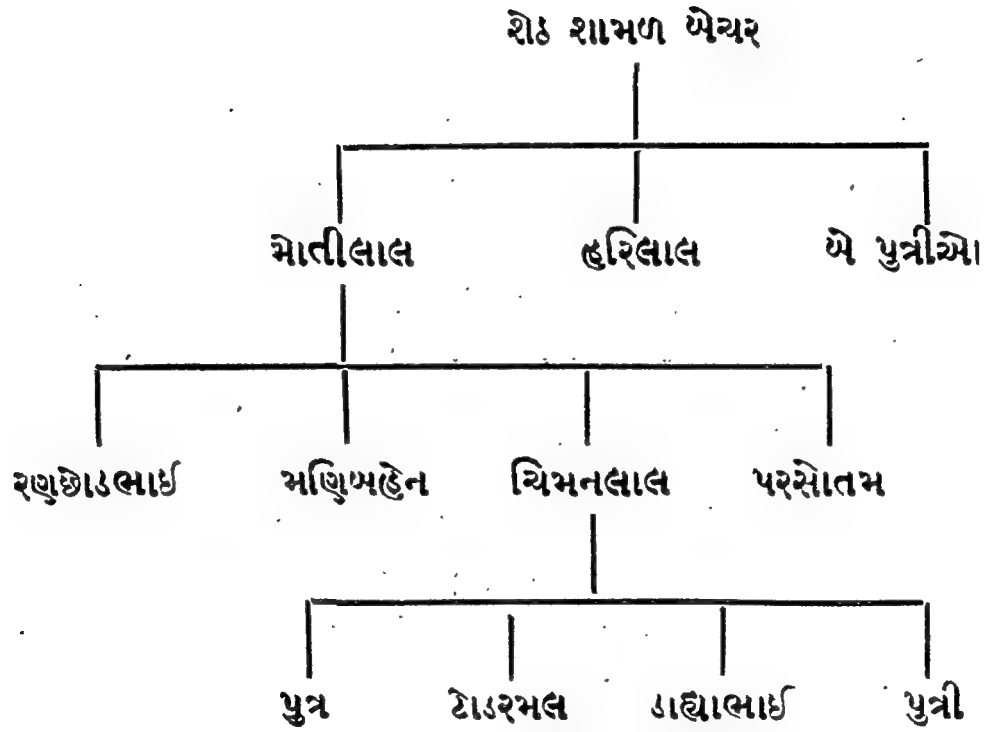 શેઠ શામળ બેચર
મોતીલાલ હરિલાલ બે પુત્રીઓ
રણછોડભાઈ મણિબહેન ચિમનલાલ પરસોતમ
પુત્ર ટોડરમલ ડાહ્યાભાઈ પુત્રી